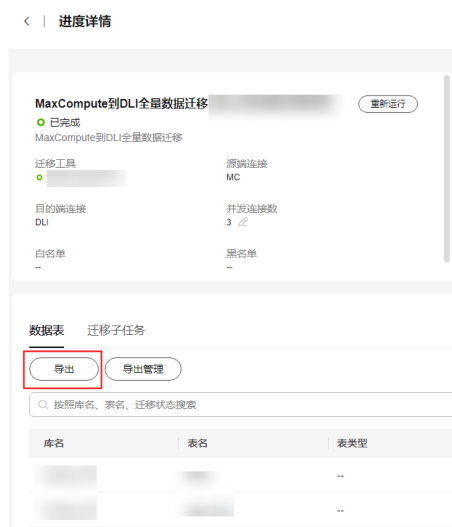 进度详情
MaxCompute到DLI全量数据迁移 重新运行
已完成
MaxCompute到DLI全量数据迁移
迁移工具 源端连接
MC
目的端连接 并发连接数
DLI 3
白名单 黑名单
-- --
数据表 迁移子任务
导出 导出管理
按照库名、表名、迁移状态搜索
库名 表名 表类型
--
--